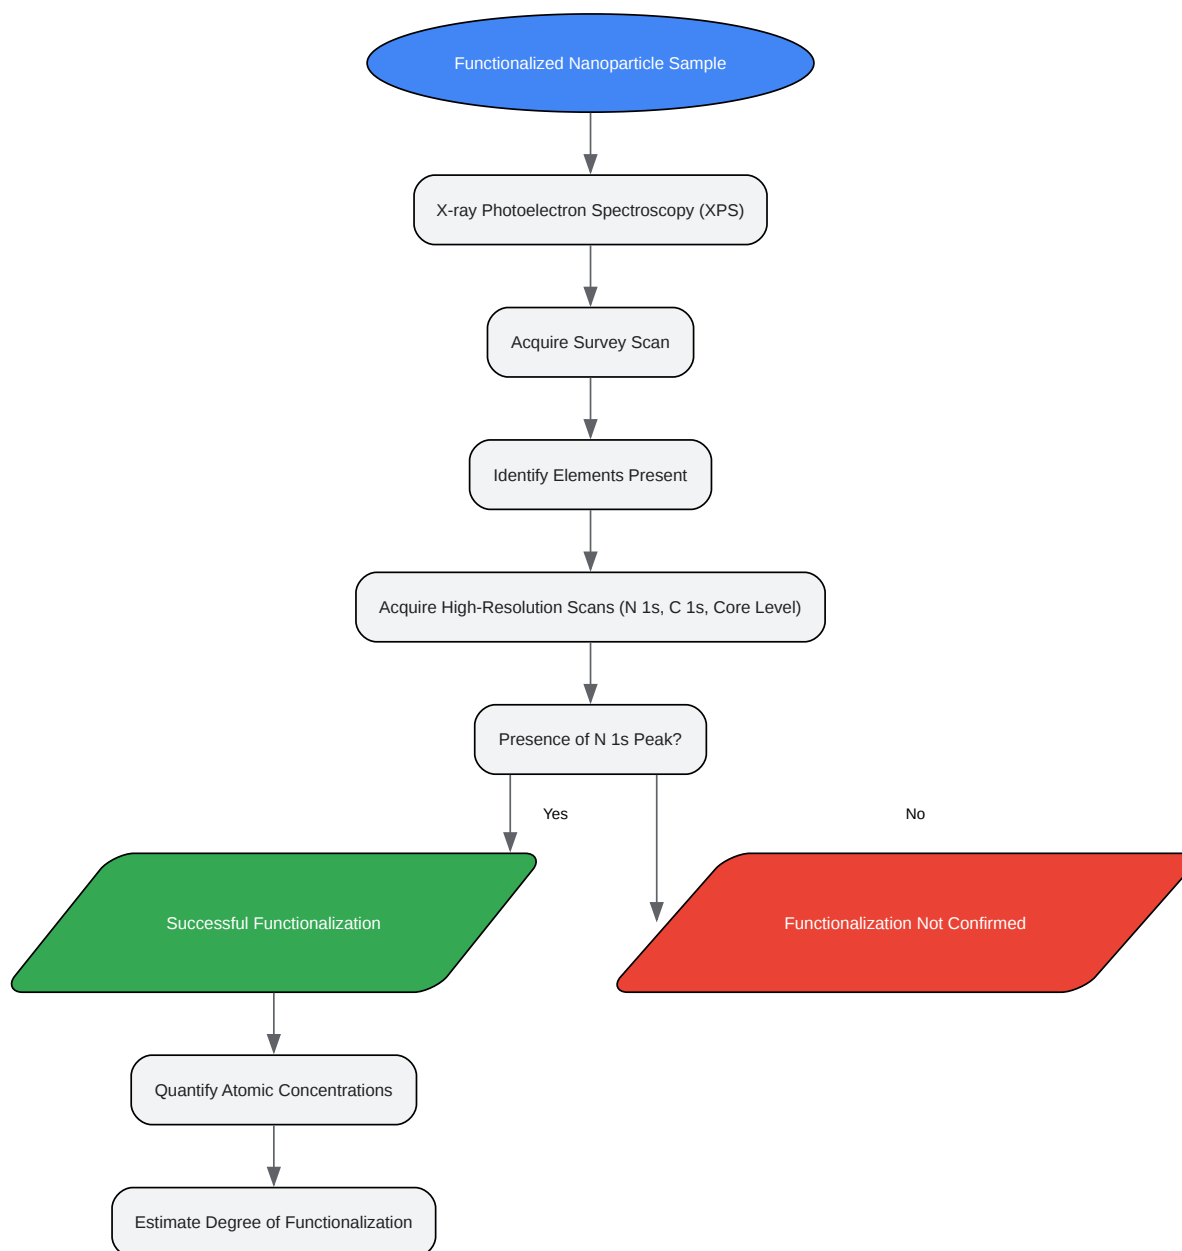 Functionalized Nanoparticle Sample
X-ray Photoelectron Spectroscopy (XPS)
Acquire Survey Scan
Identify Elements Present
Acquire High-Resolution Scans (N 1s, C 1s, Core Level)
Presence of N 1s Peak?
Yes
No
Successful Functionalization
Functionalization Not Confirmed
Quantify Atomic Concentrations
Estimate Degree of Functionalization